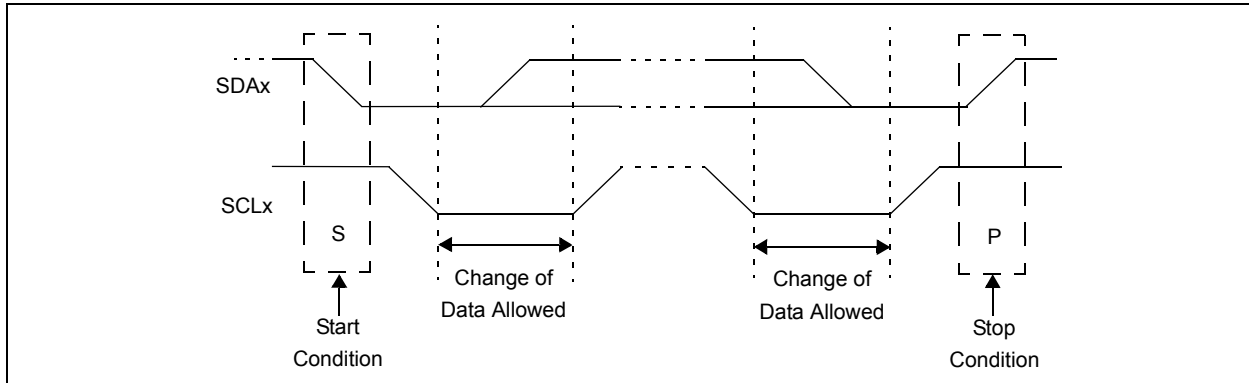 SDAx
SCLx
S
P
Change of
Data Allowed
Change of
Data Allowed
Start
Condition
Stop
Condition